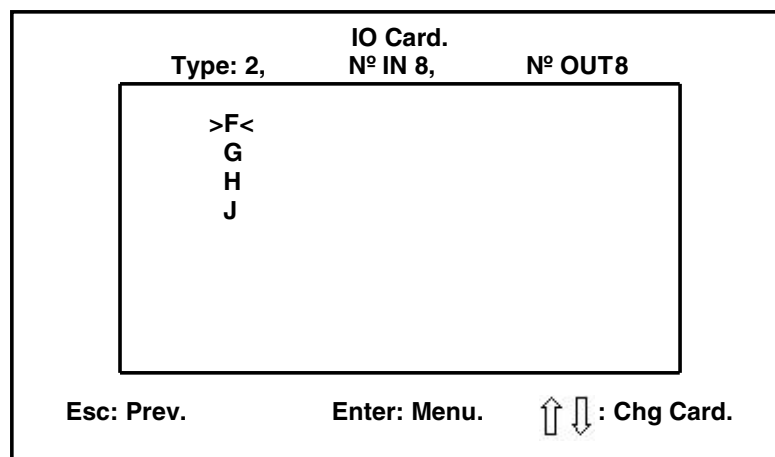 IO Card.
Type: 2, Nº IN 8, Nº OUT8
>F<
G
H
J
Esc: Prev. Enter: Menu. ⇧ ⇩ : Chg Card.